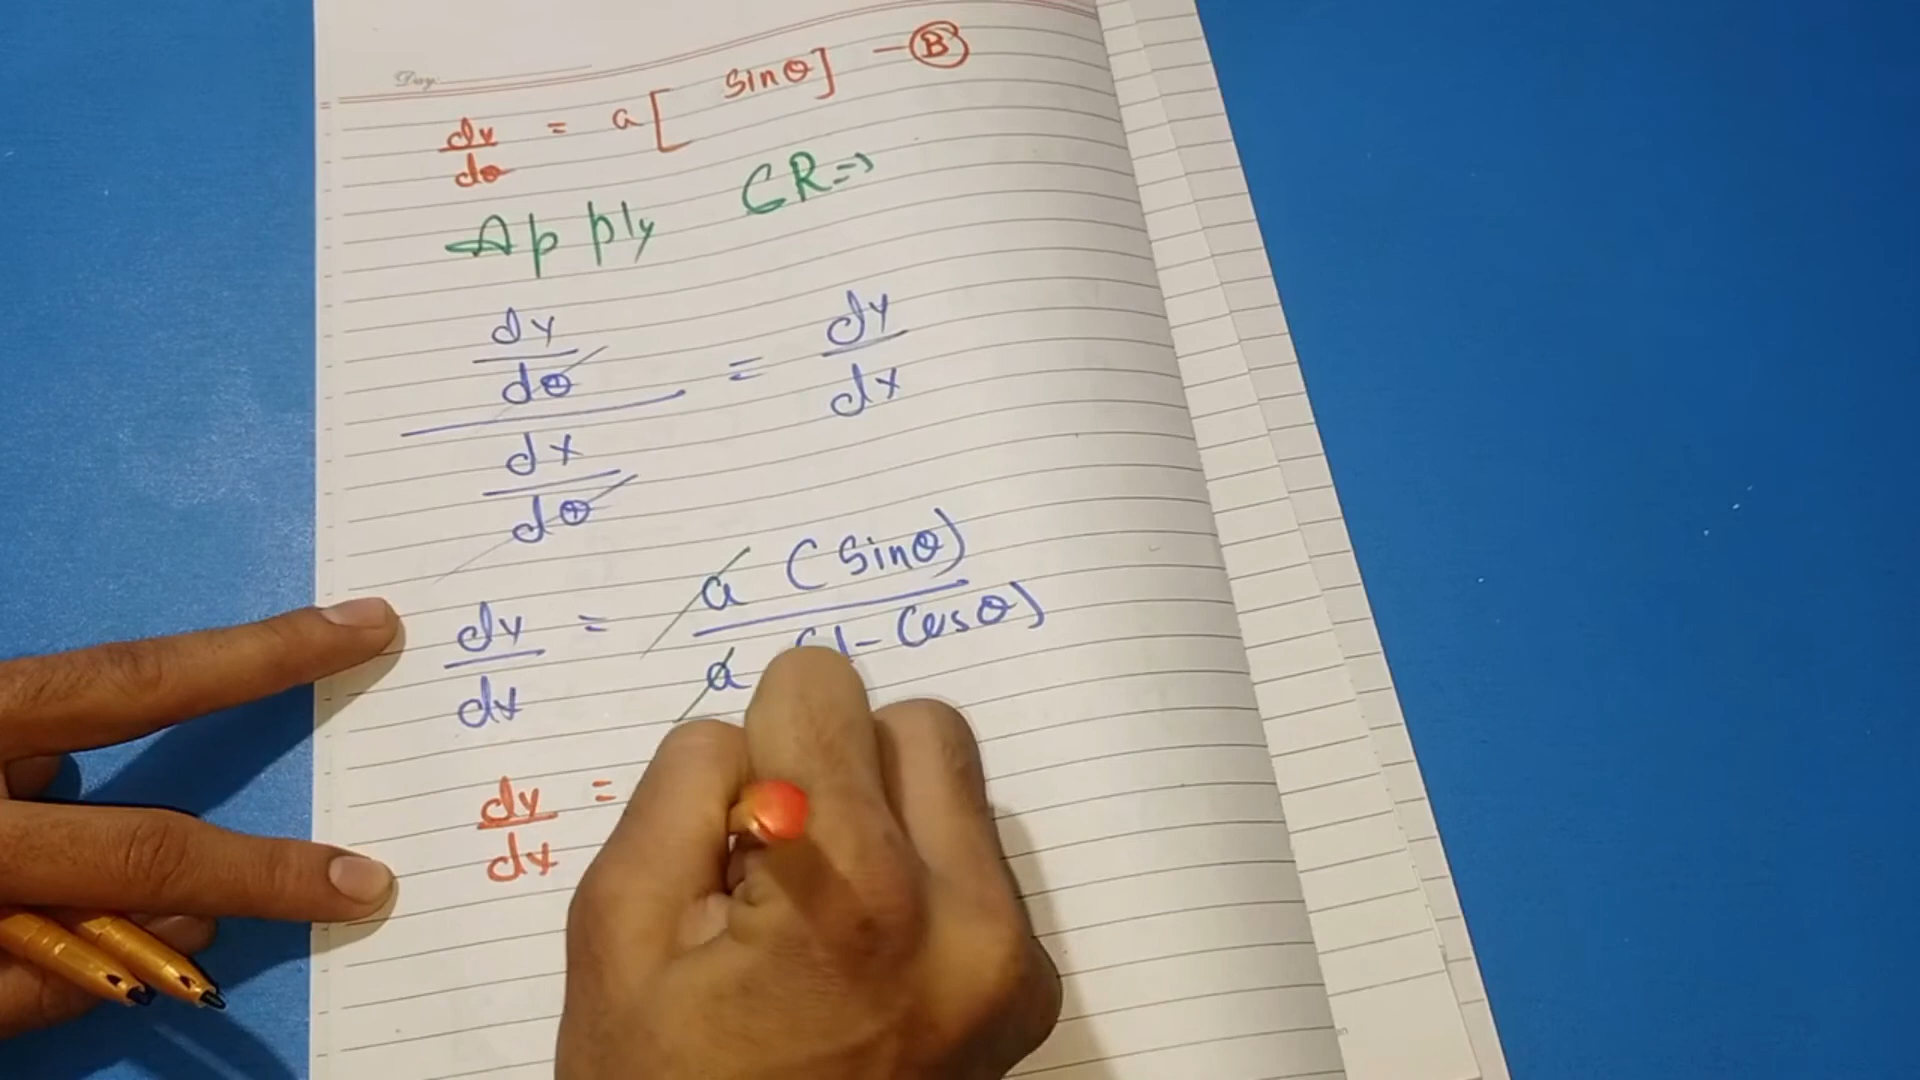 Day:
dy/dθ = a [ sinθ] — B
Apply CR ⇒
(dy/dθ)/(dx/dθ) = dy/dx
dy/dx = a (sinθ) / a (1 - cosθ)
dy/dx =